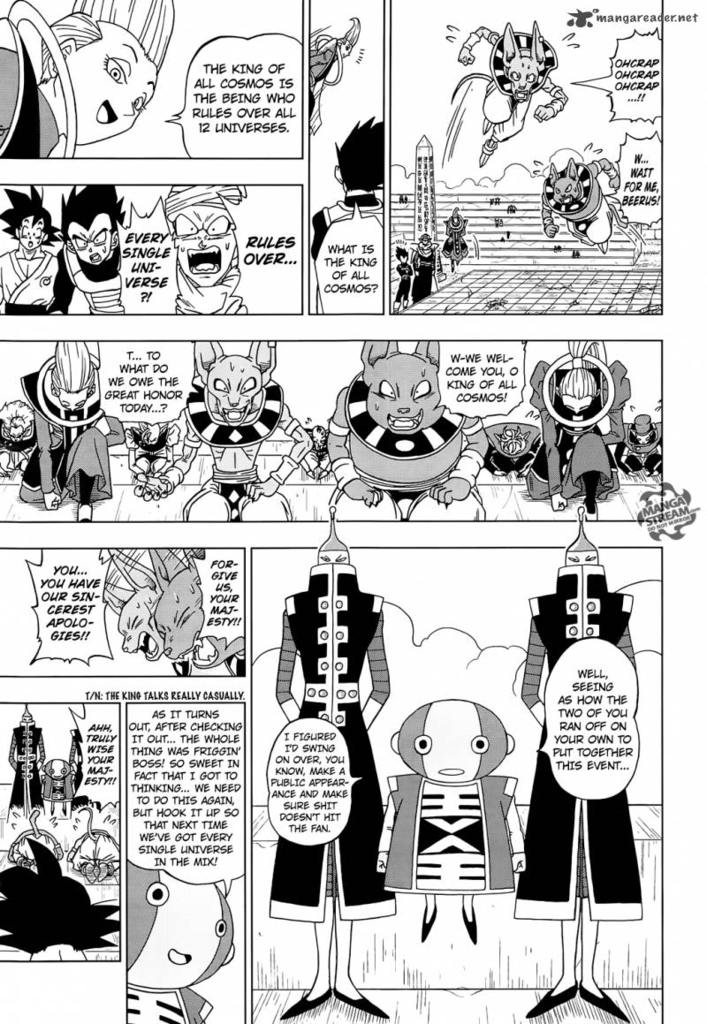 mangareader.net
OHCRAP
OHCRAP
OHCRAP
...!!
W...
WAIT
FOR ME,
BEERUS!
WHAT IS
THE KING
OF ALL
COSMOS?
THE KING OF
ALL COSMOS IS
THE BEING WHO
RULES OVER ALL
12 UNIVERSES.
RULES
OVER...
EVERY
SINGLE
UNI-
VERSE
?!
W-WE WEL-
COME YOU, O
KING OF ALL
COSMOS!
T... TO
WHAT DO
WE OWE THE
GREAT HONOR
TODAY...?
MANGA
STREAM
.COM
DO NOT MIRROR
FOR-
GIVE
US,
YOUR
MAJ-
ESTY!!
YOU...
YOU HAVE
OUR SIN-
CEREST
APOLO-
GIES!!
WELL,
SEEING
AS HOW THE
TWO OF YOU
RAN OFF ON
YOUR OWN TO
PUT TOGETHER
THIS EVENT...
I FIGURED
I'D SWING
ON OVER, YOU
KNOW, MAKE A
PUBLIC APPEAR-
ANCE AND MAKE
SURE SHIT
DOESN'T HIT
THE FAN.
T/N: THE KING TALKS REALLY CASUALLY.
AS IT TURNS
OUT, AFTER CHECKING
IT OUT... THE WHOLE
THING WAS FRIGGIN'
BOSS! SO SWEET IN
FACT THAT I GOT TO
THINKING... WE NEED
TO DO THIS AGAIN,
BUT HOOK IT UP SO
THAT NEXT TIME
WE'VE GOT EVERY
SINGLE UNIVERSE
IN THE MIX!
AHH,
TRULY
WISE
YOUR
MAJ-
ESTY!!